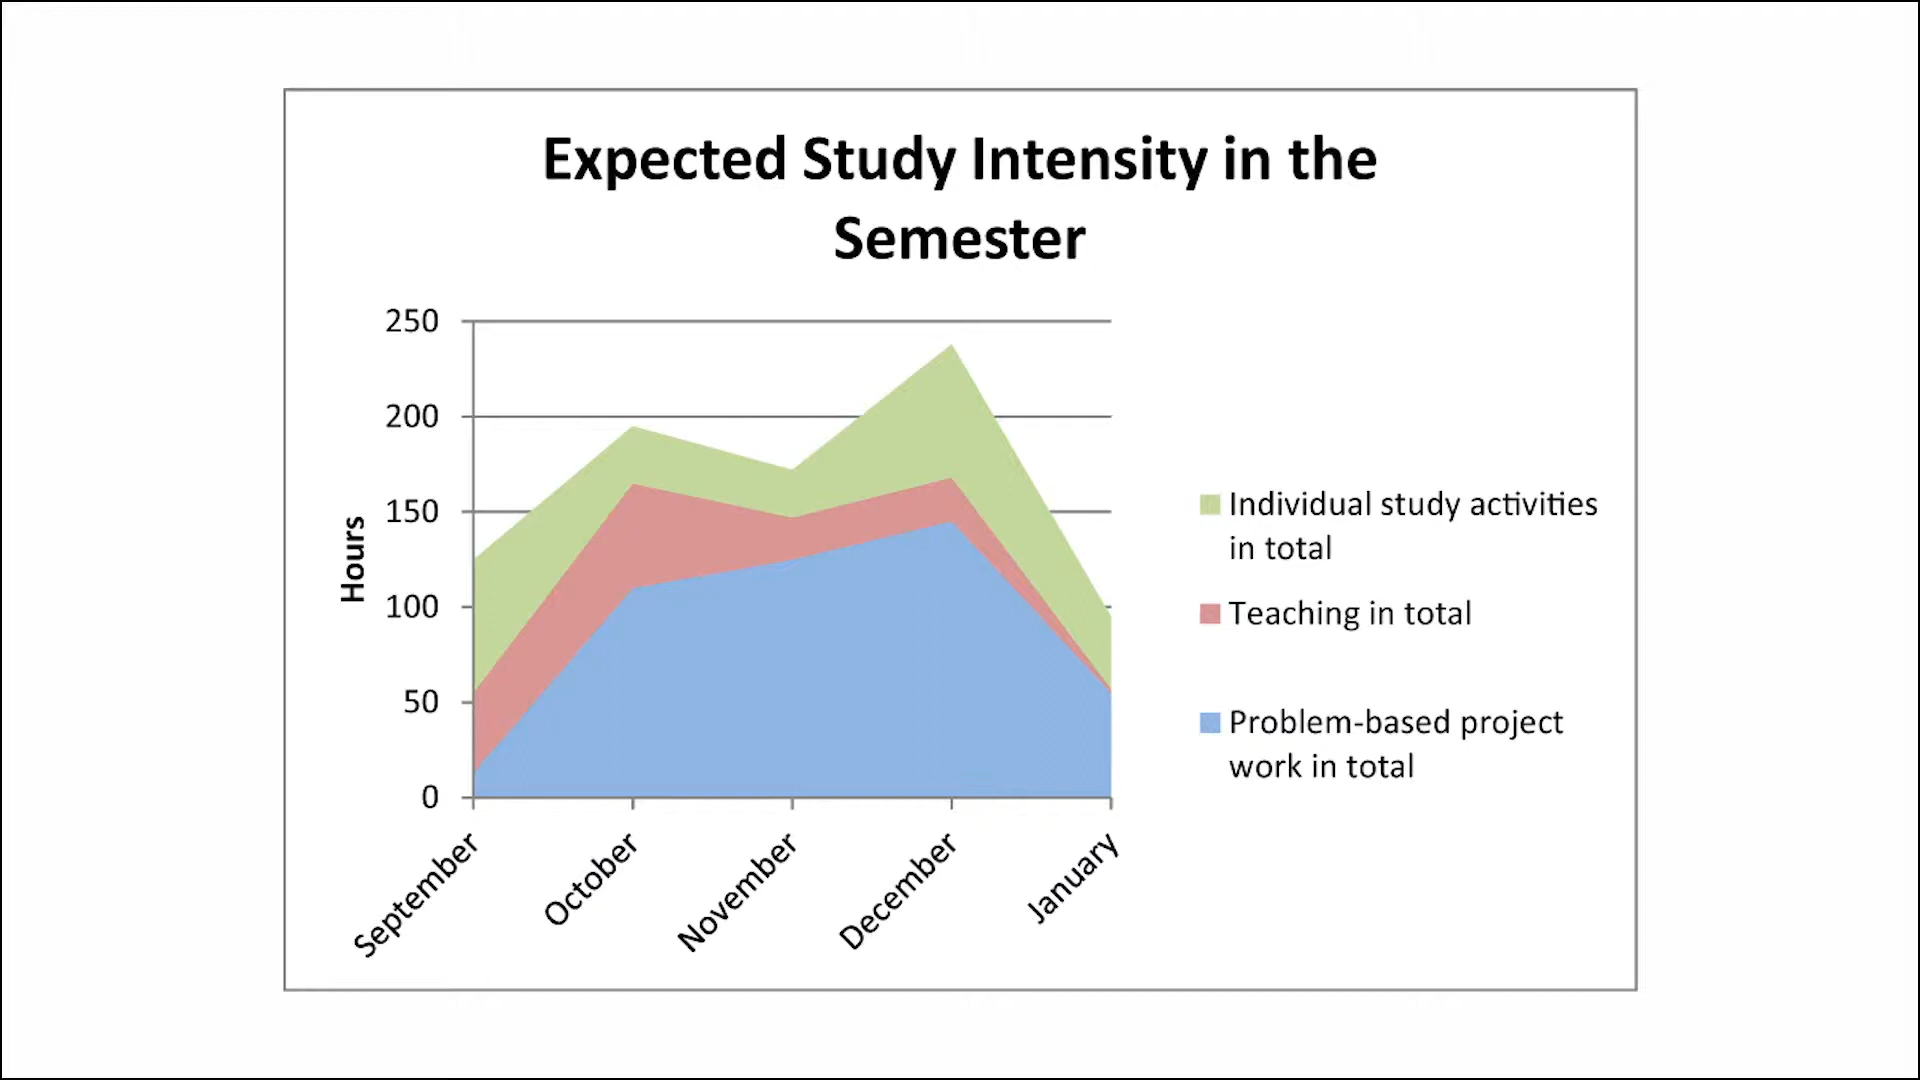 Expected Study Intensity in the
Semester
250
200
150
100
50
0
Hours
September
October
November
December
January
Individual study activities
in total
Teaching in total
Problem-based project
work in total